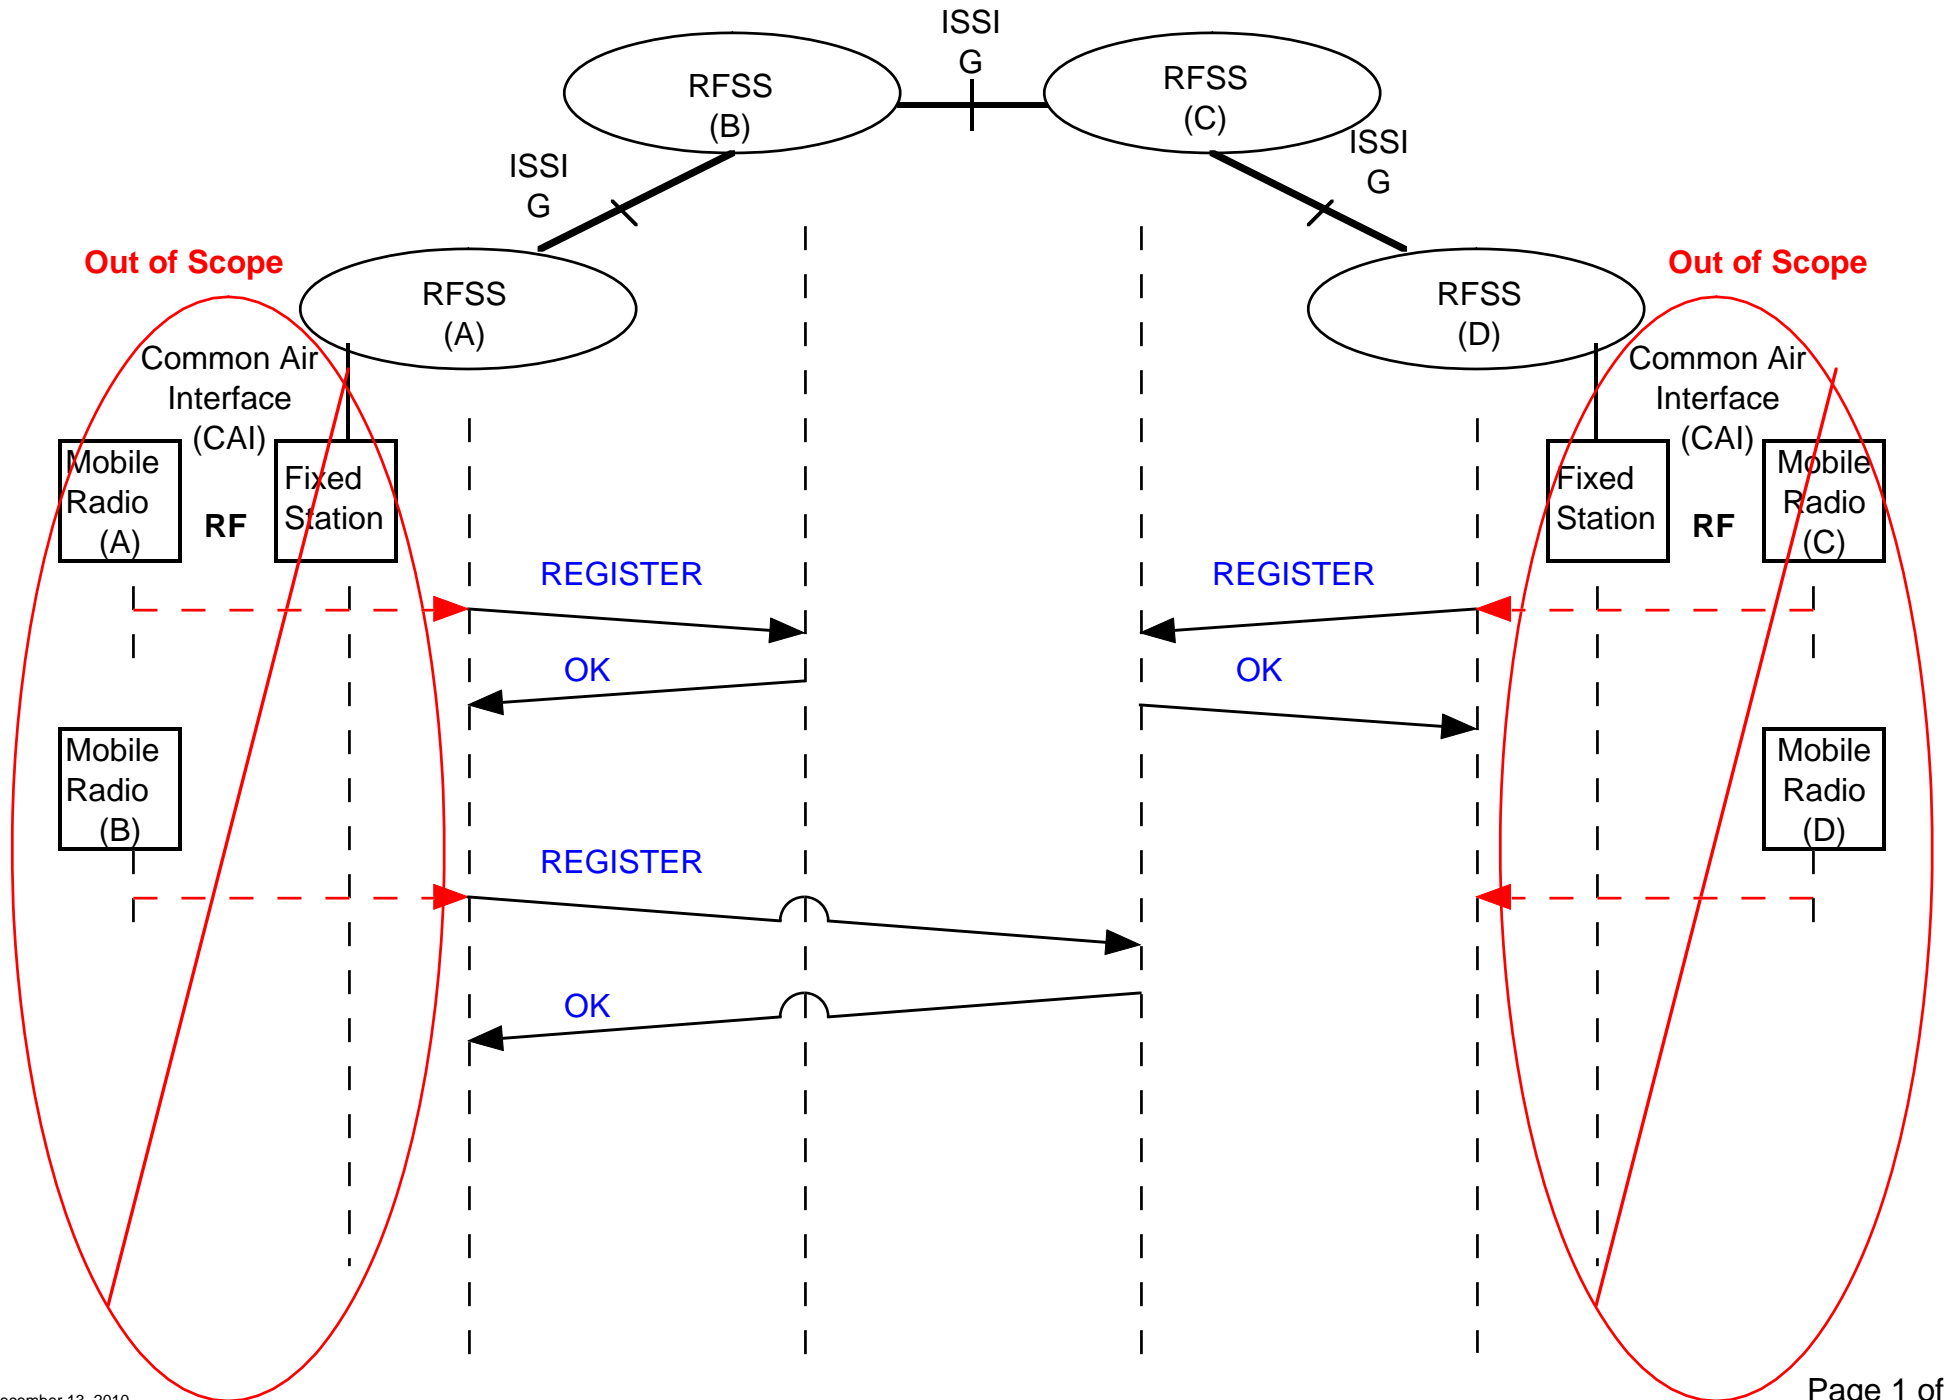 ISSI
G
RFSS
(B)
RFSS
(C)
ISSI
G
ISSI
G
Out of Scope
Out of Scope
RFSS
(A)
RFSS
(D)
Common Air
Interface
(CAI)
Common Air
Interface
(CAI)
Mobile
Radio
(A)
RF
Fixed
Station
Fixed
Station
RF
Mobile
Radio
(C)
REGISTER
REGISTER
OK
OK
Mobile
Radio
(B)
Mobile
Radio
(D)
REGISTER
OK
13, 2010
Page 1 of